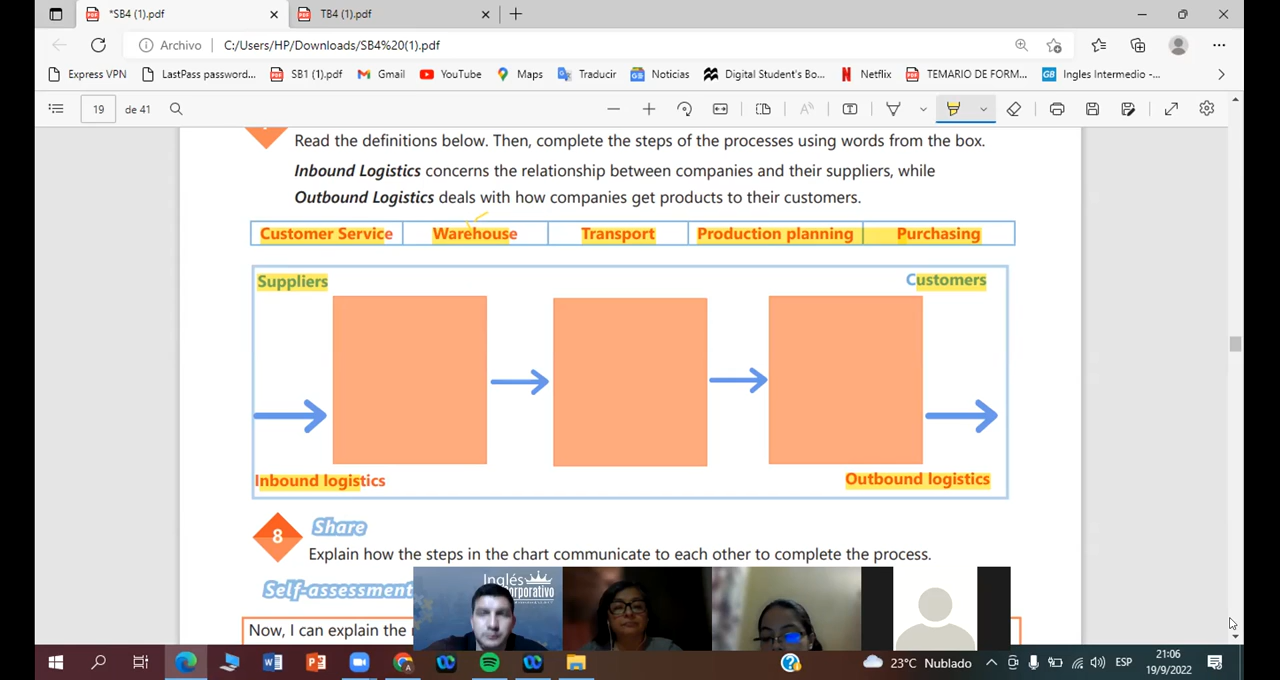 *SB4 (1).pdf
TB4 (1).pdf
Archivo
C:/Users/HP/Downloads/SB4%20(1).pdf
Express VPN
LastPass password...
SB1 (1).pdf
Gmail
YouTube
Maps
Traducir
Noticias
Digital Student's Bo...
Netflix
TEMARIO DE FORM...
Ingles Intermedio -...
19
de 41
Read the definitions below. Then, complete the steps of the processes using words from the box.
Inbound Logistics concerns the relationship between companies and their suppliers, while
Outbound Logistics deals with how companies get products to their customers.
Customer Service
Warehouse
Transport
Production planning
Purchasing
Suppliers
Customers
Inbound logistics
Outbound logistics
8
Share
Explain how the steps in the chart communicate to each other to complete the process.
Self-assessment
Now, I can explain the
Inglés
23°C Nublado
ESP
21:06
19/9/2022